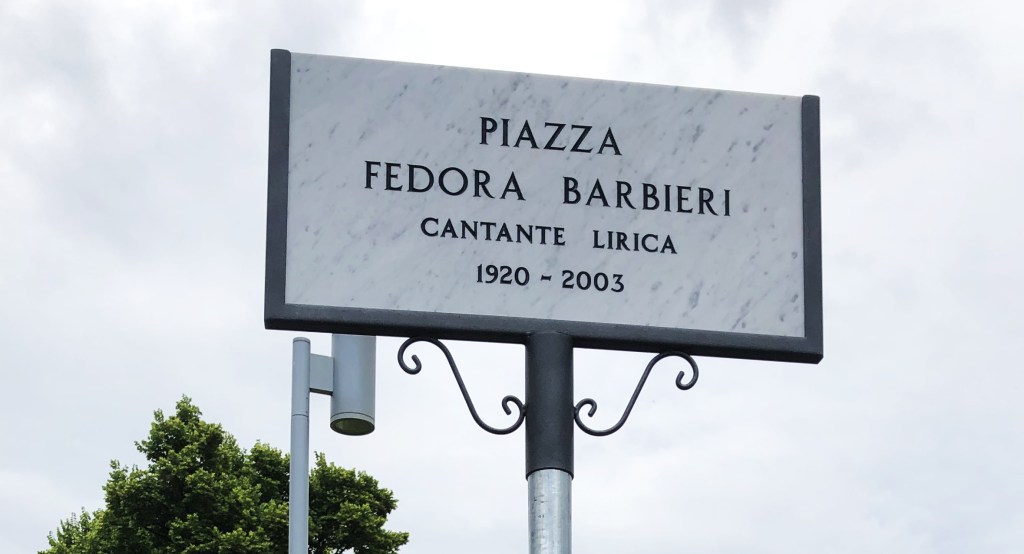 PIAZZA
FEDORA BARBIERI
CANTANTE LIRICA
1920 - 2003